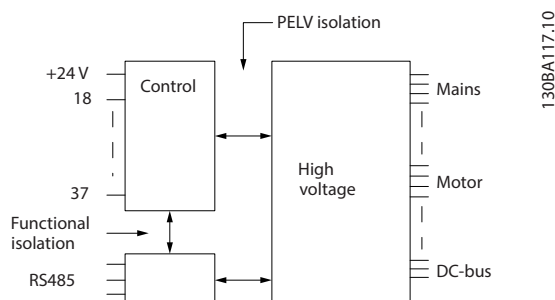 PELV isolation
130BA117.10
+24 V
18
Control
Mains
37
High
voltage
Motor
Functional
isolation
RS485
DC-bus